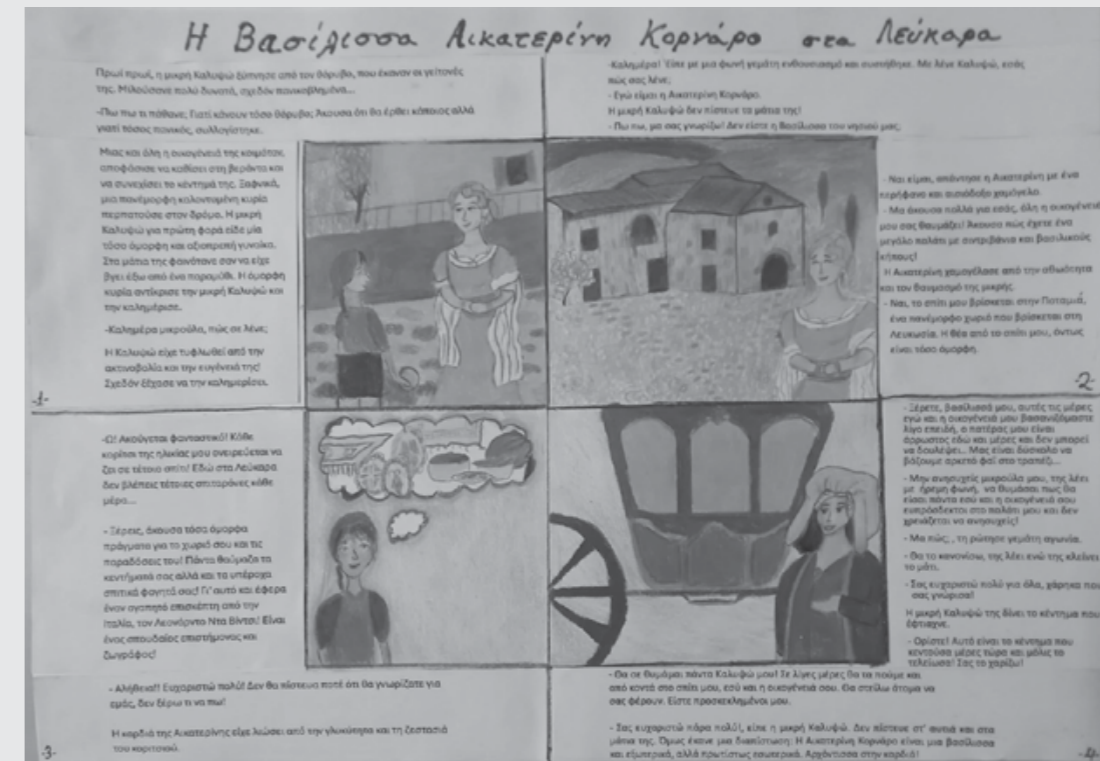 Η Βασίλισσα Αικατερίνη Κορνάρο στα Λεύκαρα
Πρωί πρωί, η μικρή Καλυψώ ξύπνησε από τον θόρυβο, που έκαναν οι γείτονές
της. Μιλούσανε πολύ δυνατά, σχεδόν πανικοβλημένα...
-Πω πω τι πάθανε; Γιατί κάνουν τόσο θόρυβο; Άκουσα ότι θα έρθει κάποιος αλλά
γιατί τόσος πανικός, συλλογίστηκε.
Μιας και όλη η οικογένειά της κοιμόταν,
αποφάσισε να καθίσει στη βεράντα και
να συνεχίσει το κέντημά της. Ξαφνικά,
μια πανέμορφη καλοντυμένη κυρία
περπατούσε στον δρόμο. Η μικρή
Καλυψώ για πρώτη φορά είδε μία
τόσο όμορφη και αξιοπρεπή γυναίκα.
Στα μάτια της φαινόταν σαν να είχε
βγει έξω από ένα παραμύθι. Η όμορφη
κυρία αντίκρισε την μικρή Καλυψώ και
την καλημέρισε.
-Καλημέρα μικρούλα, πώς σε λένε;
Η Καλυψώ είχε τυφλωθεί από την
ακτινοβολία και την ευγένειά της!
Σχεδόν ξέχασε να την καλημερίσει.
-1-
-Καλημέρα! Είπε με μια φωνή γεμάτη ενθουσιασμό και συστήθηκε. Με λένε Καλυψώ, εσάς
πώς σας λένε;
- Εγώ είμαι η Αικατερίνη Κορνάρο.
Η μικρή Καλυψώ δεν πίστευε τα μάτια της!
- Πω πω, μα σας γνωρίζω! Δεν είστε η Βασίλισσα του νησιού μας;
- Ναι είμαι, απάντησε η Αικατερίνη με ένα
περήφανο και αισιόδοξο χαμόγελο.
- Μα άκουσα πολλά για εσάς, όλη η οικογένειά
μου σας θαυμάζει! Άκουσα πώς έχετε ένα
μεγάλο παλάτι με συντριβάνια και βασιλικούς
κήπους!
Η Αικατερίνη χαμογέλασε από την αθωότητα
και τον θαυμασμό της μικρής.
- Ναι, το σπίτι μου βρίσκεται στην Ποταμιά,
ένα πανέμορφο χωριό που βρίσκεται στη
Λευκωσία. Η θέα από το σπίτι μου, όντως
είναι τόσο όμορφη.
-2-
-Ω! Ακούγεται φανταστικό! Κάθε
κορίτσι της ηλικίας μου ονειρεύεται να
ζει σε τέτοιο σπίτι! Εδώ στα Λεύκαρα
δεν βλέπεις τέτοιες σπιταρόνες κάθε
μέρα...
- Ξέρεις, άκουσα τόσα όμορφα
πράγματα για το χωριό σου και τις
παραδόσεις του! Πάντα θαύμαζα τα
κεντήματά σας αλλά και τα υπέροχα
σπιτικά φαγητά σας! Γι' αυτό και έφερα
έναν αγαπητό επισκέπτη από την
Ιταλία, τον Λεονάρντο Ντα Βίντσι! Είναι
ένας σπουδαίος επιστήμονας και
ζωγράφος!
- Αλήθεια!! Ευχαριστώ πολύ! Δεν θα πίστευα ποτέ ότι θα γνωρίζατε για
εμάς, δεν ξέρω τι να πω!
Η καρδιά της Αικατερίνης είχε λιώσει από την γλυκύτητα και τη ζεστασιά
του κοριτσιού.
-3-
- Ξέρετε, βασίλισσά μου, αυτές τις μέρες
εγώ και η οικογένειά μου βασανιζόμαστε
λίγο επειδή, ο πατέρας μου είναι
άρρωστος εδώ και μέρες και δεν μπορεί
να δουλέψει.. Μας είναι δύσκολο να
βάζουμε αρκετό φαΐ στο τραπέζι...
- Μην ανησυχείς μικρούλα μου, της λέει
με ήρεμη φωνή, να θυμάσαι πως θα
είσαι πάντα εσύ και η οικογένειά σου
ευπρόσδεκτοι στο παλάτι μου και δεν
χρειάζεται να ανησυχείς!
- Μα πώς; , τη ρώτησε γεμάτη αγωνία.
- Θα το κανονίσω, της λέει ενώ της κλείνει
το μάτι.
- Σας ευχαριστώ πολύ για όλα, χάρηκα που
σας γνώρισα!
Η μικρή Καλυψώ της δίνει το κέντημα που
έφτιαχνε.
- Ορίστε! Αυτό είναι το κέντημα που
κεντούσα μέρες τώρα και μόλις το
τελείωσα! Σας το χαρίζω!
- Θα σε θυμάμαι πάντα Καλυψώ μου! Σε λίγες μέρες θα τα πούμε και
από κοντά στο σπίτι μου, εσύ και η οικογένειά σου. Θα στείλω άτομα να
σας φέρουν. Είστε προσκεκλημένοι μου.
- Σας ευχαριστώ πάρα πολύ!, είπε η μικρή Καλυψώ. Δεν πίστευε στ' αυτιά και στα
μάτια της. Όμως έκανε μια διαπίστωση: Η Αικατερίνη Κορνάρο είναι μια βασίλισσα
και εξωτερικά, αλλά πρωτίστως εσωτερικά. Αρχόντισσα στην καρδιά!
-4-